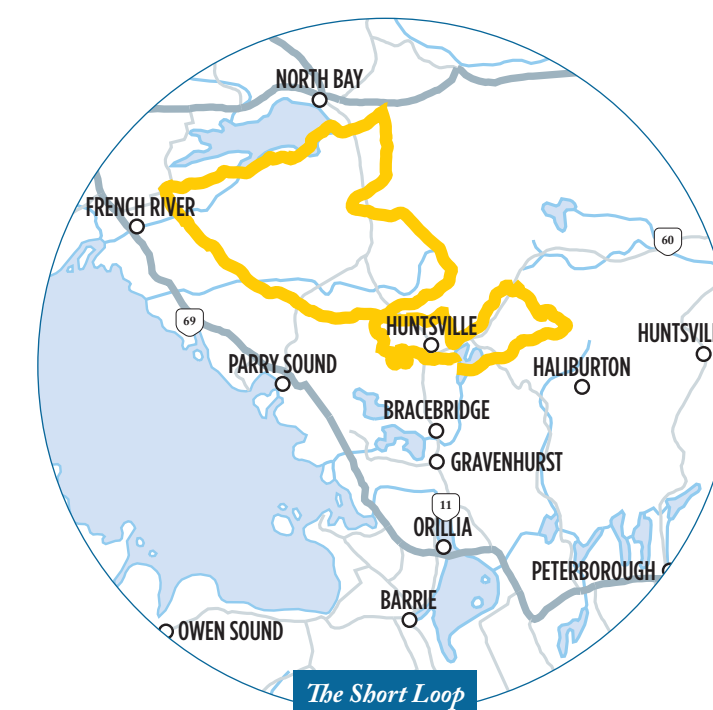 NORTH BAY
FRENCH RIVER
60
69
HUNTSVILLE
HUNTSVIL
PARRY SOUND
HALIBURTON
BRACEBRIDGE
GRAVENHURST
11
ORILLIA
PETERBOROUGH
BARRIE
OWEN SOUND
The Short Loop